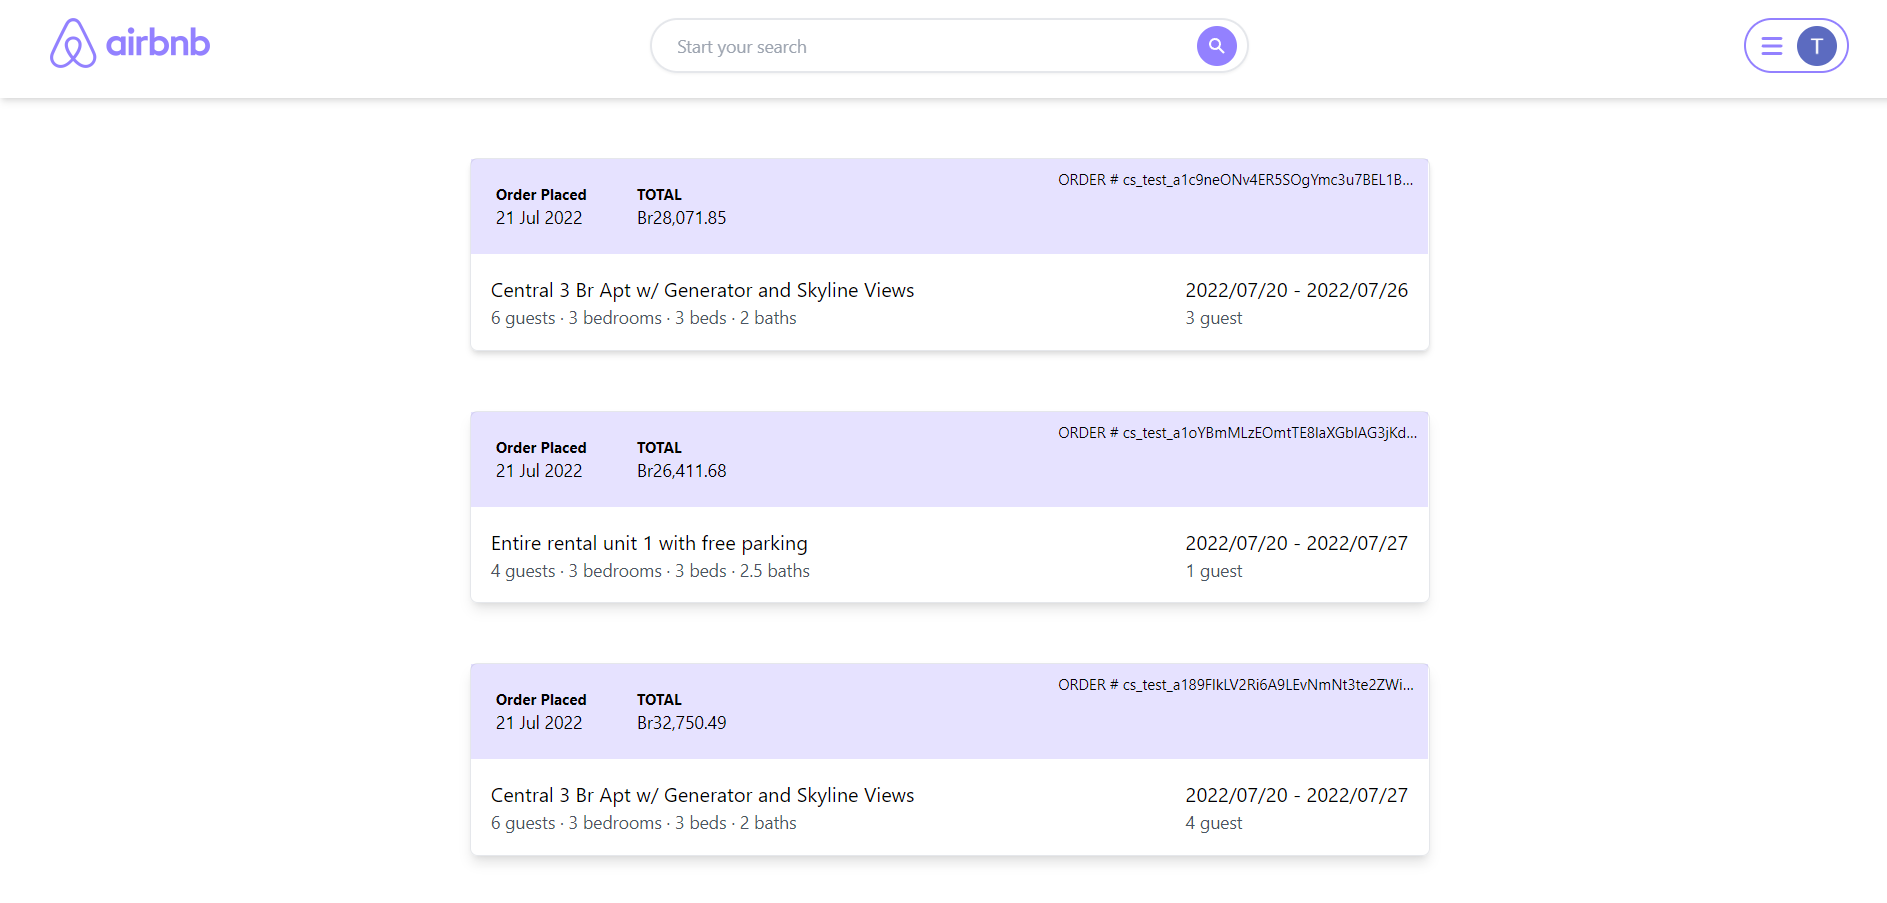 airbnb
Start your search
T
ORDER # cs_test_a1c9neONv4ER5SOgYmc3u7BEL1B...
Order Placed TOTAL
21 Jul 2022 Br28,071.85
Central 3 Br Apt w/ Generator and Skyline Views 2022/07/20 - 2022/07/26
6 guests · 3 bedrooms · 3 beds · 2 baths 3 guest
ORDER # cs_test_a1oYBmMLzEOmtTE8IaXGbIAG3jKd...
Order Placed TOTAL
21 Jul 2022 Br26,411.68
Entire rental unit 1 with free parking 2022/07/20 - 2022/07/27
4 guests · 3 bedrooms · 3 beds · 2.5 baths 1 guest
ORDER # cs_test_a189FIkLV2Ri6A9LEvNmNt3te2ZWi...
Order Placed TOTAL
21 Jul 2022 Br32,750.49
Central 3 Br Apt w/ Generator and Skyline Views 2022/07/20 - 2022/07/27
6 guests · 3 bedrooms · 3 beds · 2 baths 4 guest